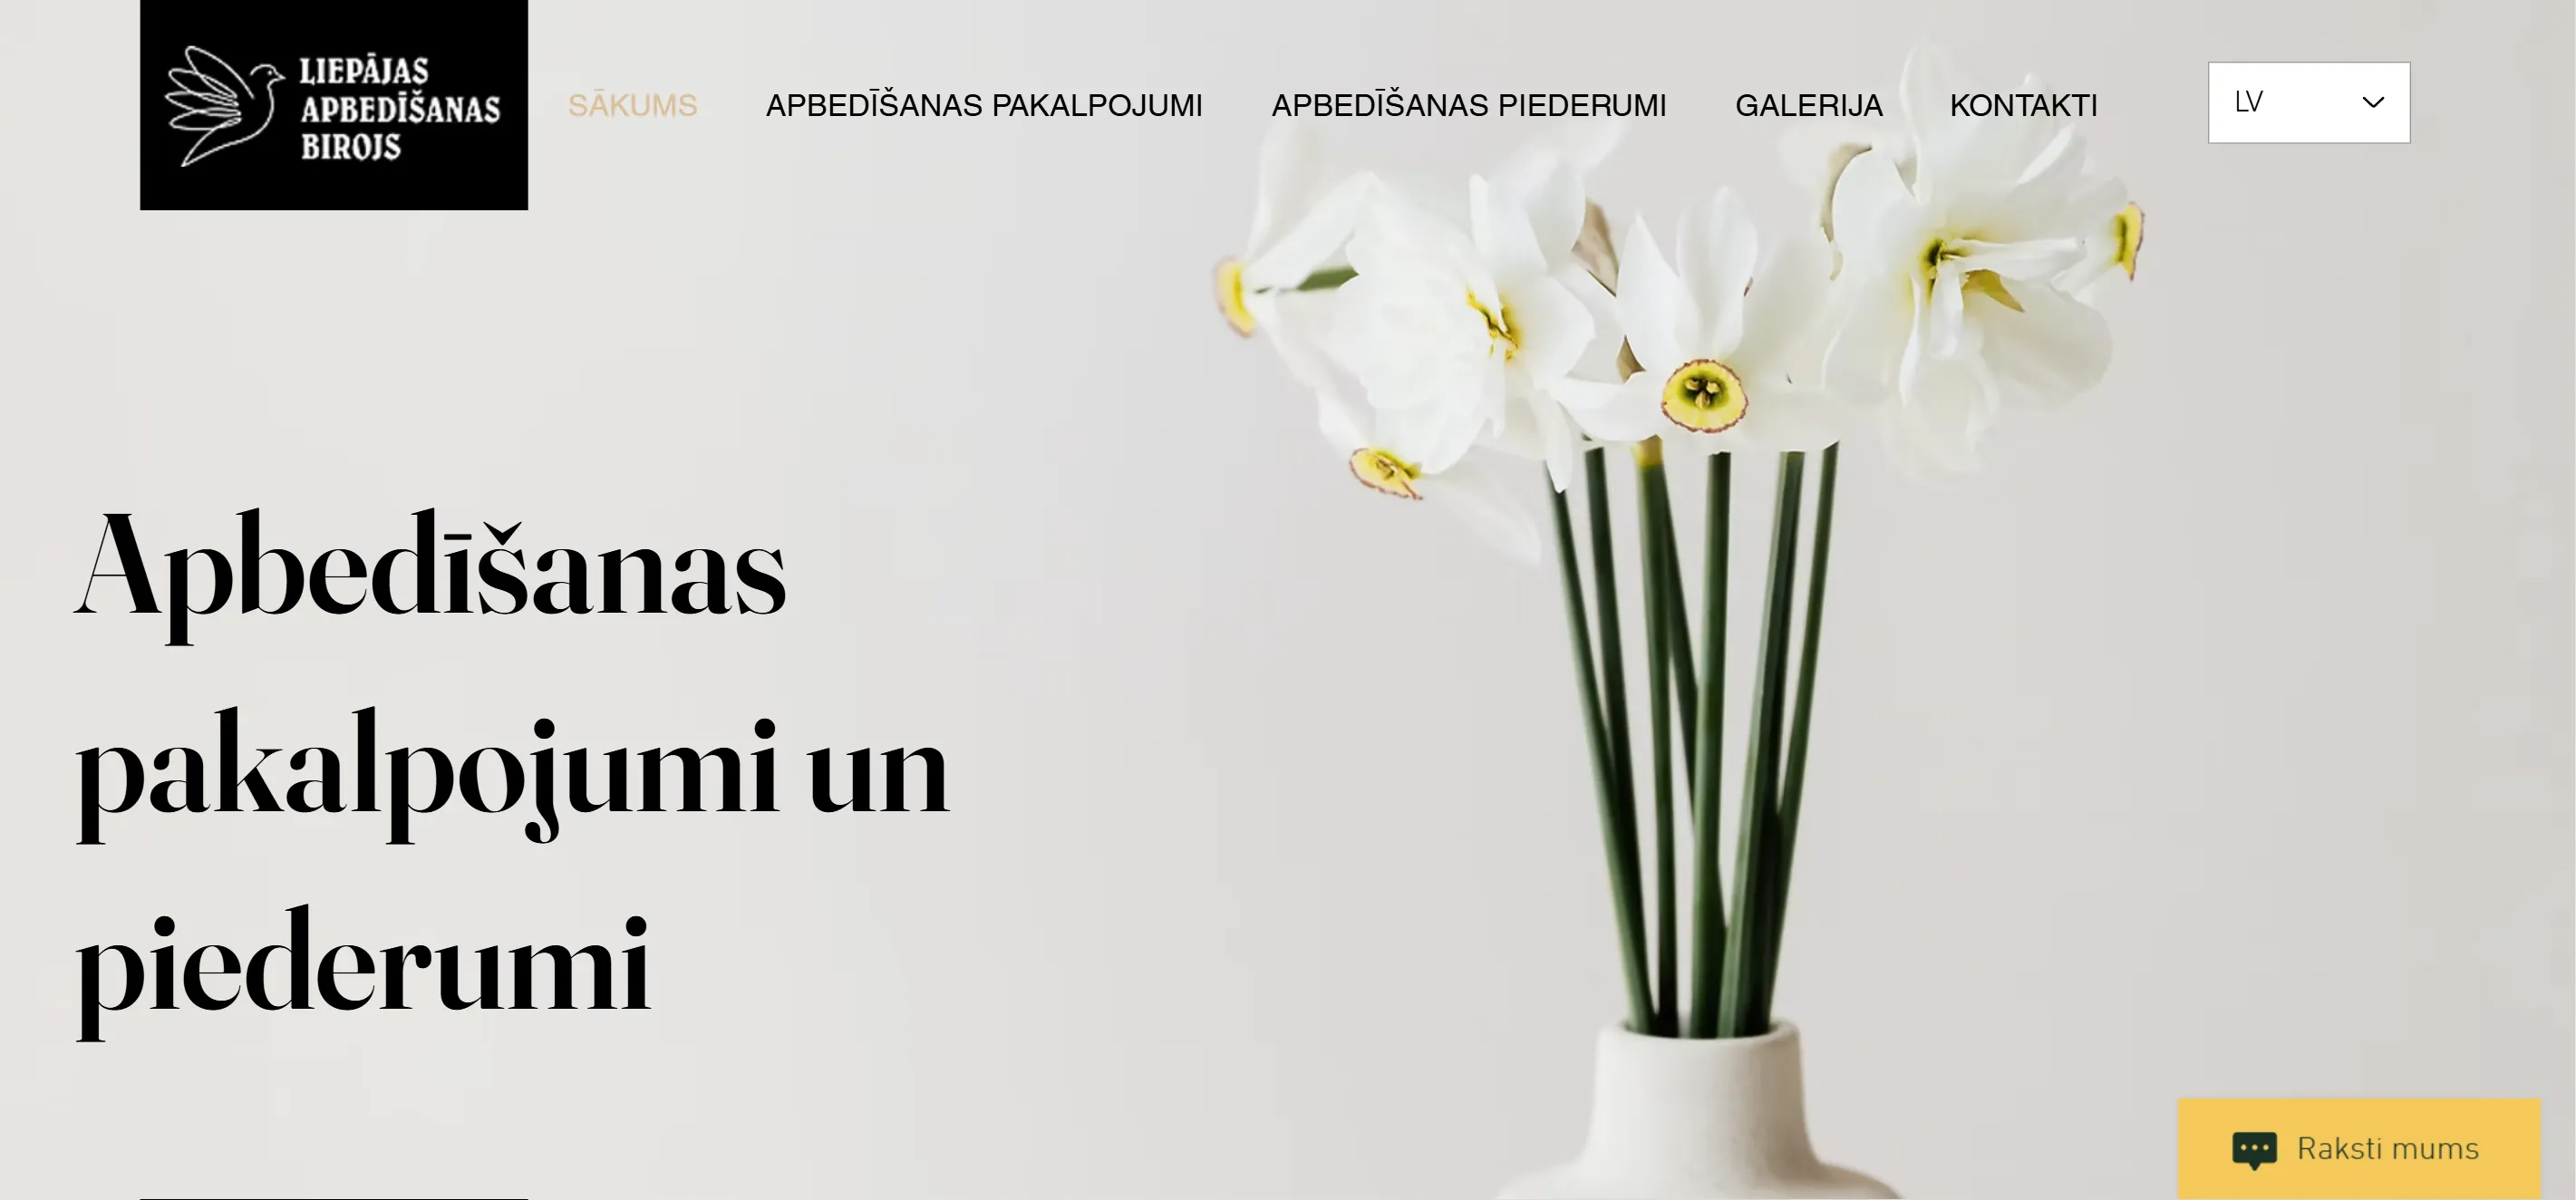 LIEPĀJAS
APBEDĪŠANAS
BIROJS
SĀKUMS
APBEDĪŠANAS PAKALPOJUMI
APBEDĪŠANAS PIEDERUMI
GALERIJA
KONTAKTI
LV
Apbedīšanas
pakalpojumi un
piederumi
Raksti mums